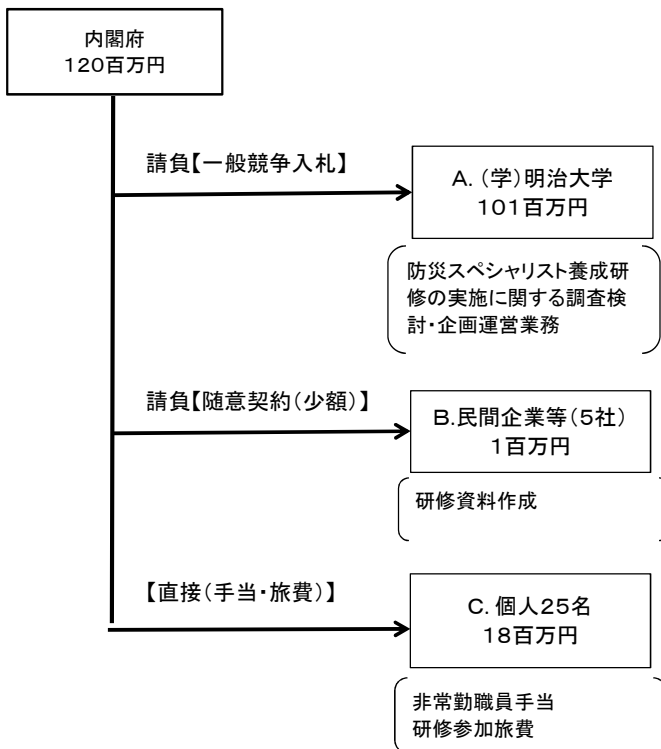 内閣府
120百万円
請負【一般競争入札】
A. (学)明治大学
101百万円
防災スペシャリスト養成研
修の実施に関する調査検
討・企画運営業務
請負【随意契約(少額)】
B.民間企業等(5社)
1百万円
研修資料作成
【直接(手当・旅費)】
C. 個人25名
18百万円
非常勤職員手当
研修参加旅費